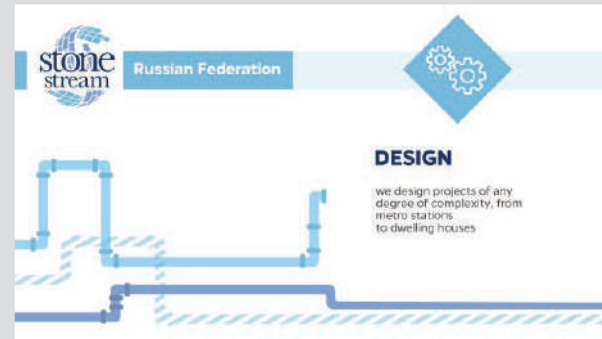 stone
stream
Russian Federation
DESIGN
we design projects of any
degree of complexity, from
metro stations
to dwelling houses